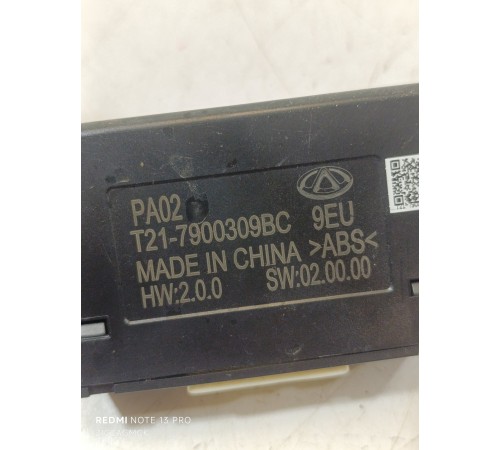 PA02
T21-7900309BC 9EU
MADE IN CHINA >ABS<
HW:2.0.0 SW:02.00.00
REDMI NOTE 13 PRO